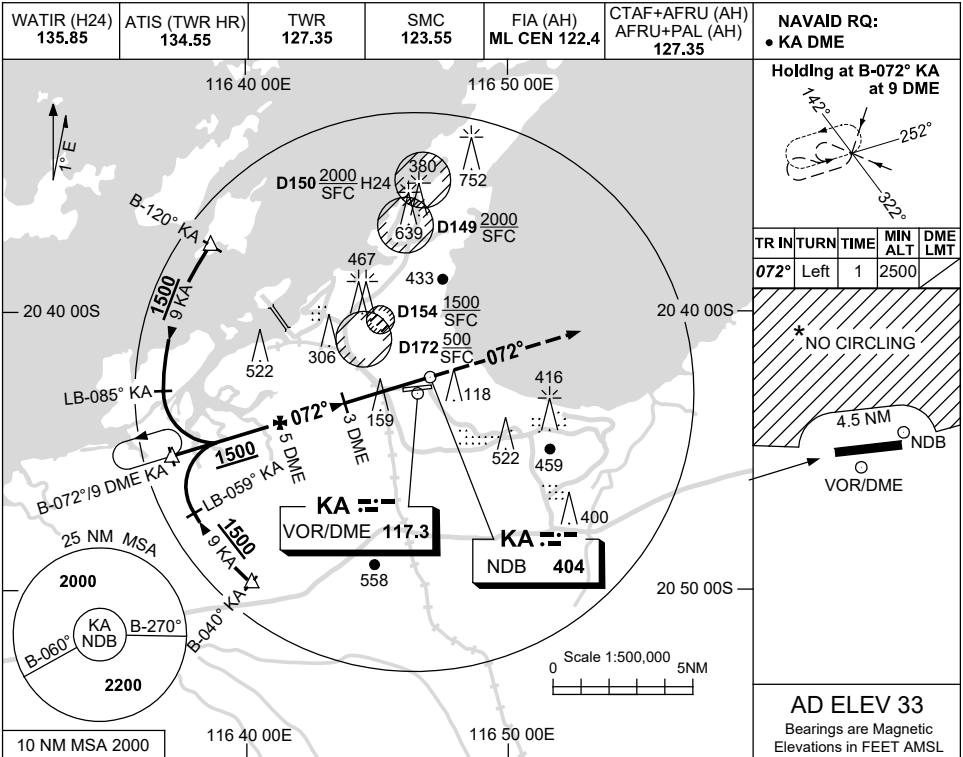 WATIR (H24)
135.85
ATIS (TWR HR)
134.55
TWR
127.35
SMC
123.55
FIA (AH)
ML CEN 122.4
CTAF+AFRU (AH)
AFRU+PAL (AH)
127.35
NAVAID RQ:
• KA DME
Holding at B-072° KA
at 9 DME
142°
252°
322°
TR IN TURN TIME MIN ALT DME LMT
072° Left 1 2500
*NO CIRCLING
4.5 NM
NDB
VOR/DME
AD ELEV 33
Bearings are Magnetic
Elevations in FEET AMSL
116 40 00E
116 50 00E
1° E
D150 2000 SFC H24
380
752
639
D149 2000 SFC
B-120° KA
1500
9 KA
467
433
20 40 00S
20 40 00S
D154 1500 SFC
306
522
D172 500 SFC
072°
LB-085° KA
118
416
159
072°
5 DME
3 DME
1500
522
459
B-072°/9 DME KA
LB-059° KA
KA
VOR/DME 117.3
400
KA
NDB 404
1500
9 KA
558
20 50 00S
B-040° KA
25 NM MSA
2000
KA
NDB
B-270°
B-060°
2200
Scale 1:500,000
0 5NM
116 40 00E
116 50 00E
10 NM MSA 2000